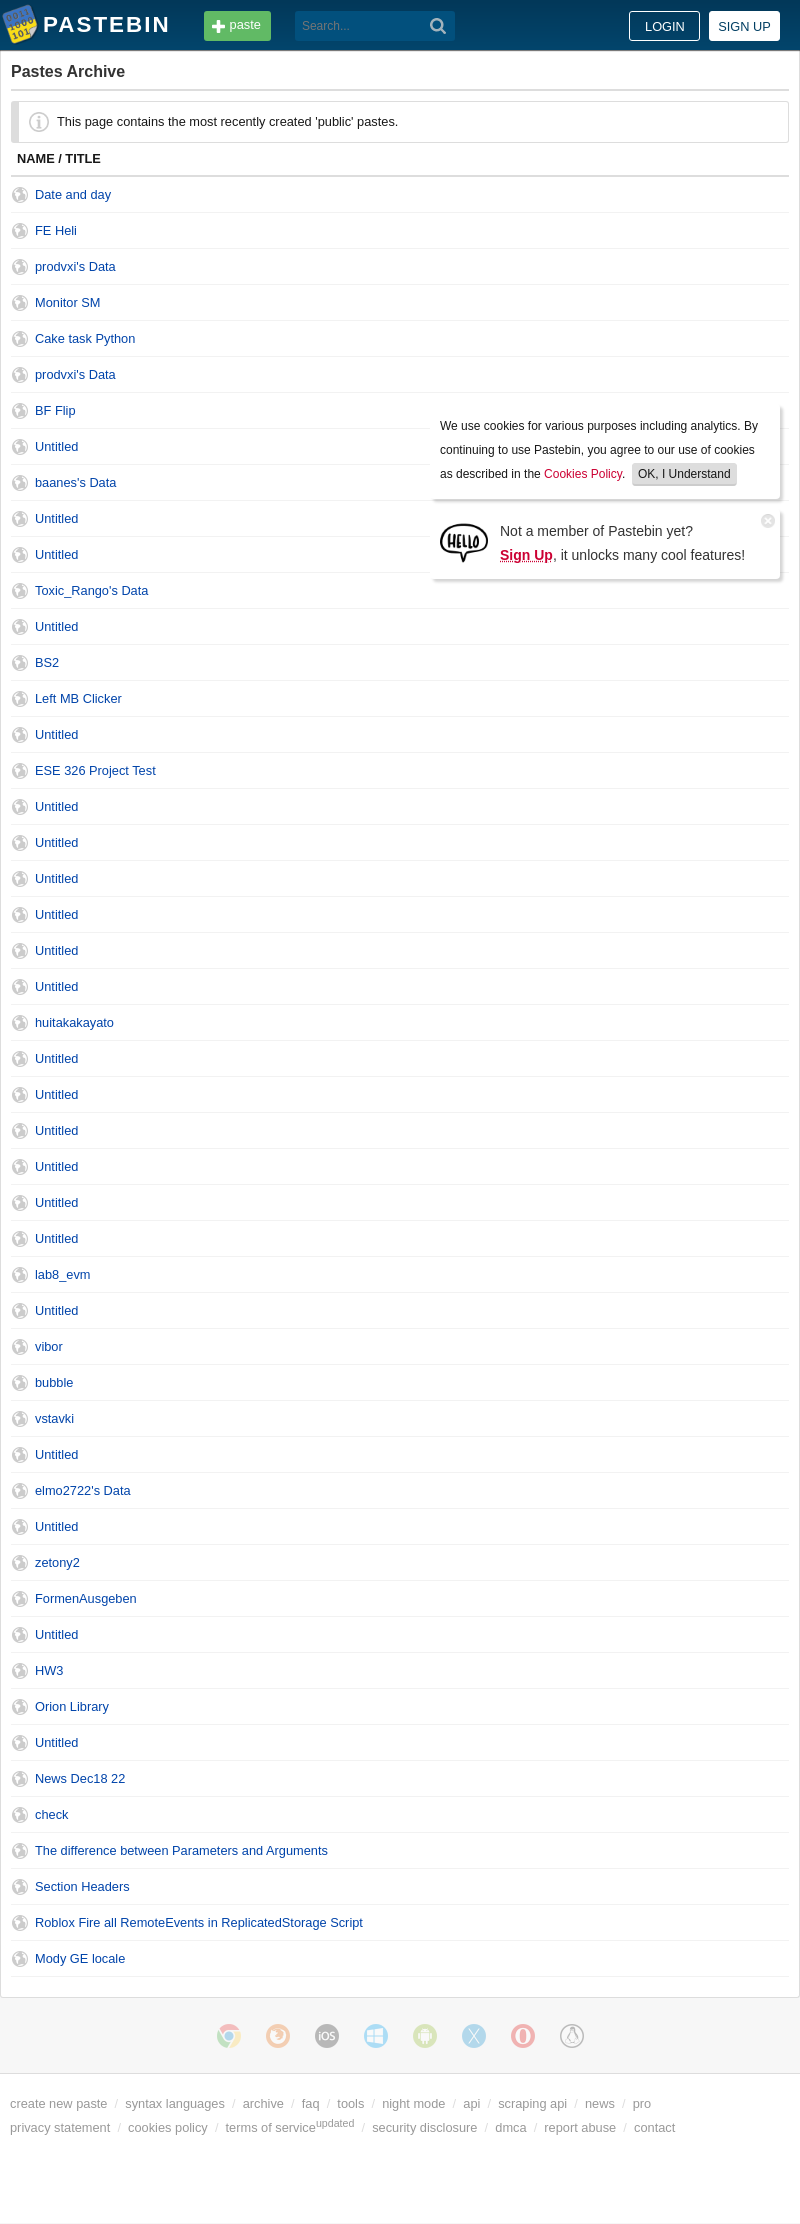 PASTEBIN
paste
Search...
LOGIN
SIGN UP
Pastes Archive
This page contains the most recently created 'public' pastes.
NAME / TITLE
Date and day
FE Heli
prodvxi's Data
Monitor SM
Cake task Python
prodvxi's Data
BF Flip
Untitled
baanes's Data
Untitled
Untitled
Toxic_Rango's Data
We use cookies for various purposes including analytics. By
continuing to use Pastebin, you agree to our use of cookies
as described in the Cookies Policy. OK, I Understand
HELLO
Not a member of Pastebin yet?
Sign Up, it unlocks many cool features!
Untitled
BS2
Left MB Clicker
Untitled
ESE 326 Project Test
Untitled
Untitled
Untitled
Untitled
Untitled
Untitled
huitakakayato
Untitled
Untitled
Untitled
Untitled
Untitled
Untitled
lab8_evm
Untitled
vibor
bubble
vstavki
Untitled
elmo2722's Data
Untitled
zetony2
FormenAusgeben
Untitled
HW3
Orion Library
Untitled
News Dec18 22
check
The difference between Parameters and Arguments
Section Headers
Roblox Fire all RemoteEvents in ReplicatedStorage Script
Mody GE locale
iOS
create new paste / syntax languages / archive / faq / tools / night mode / api / scraping api / news / pro
privacy statement / cookies policy / terms of service updated / security disclosure / dmca / report abuse / contact